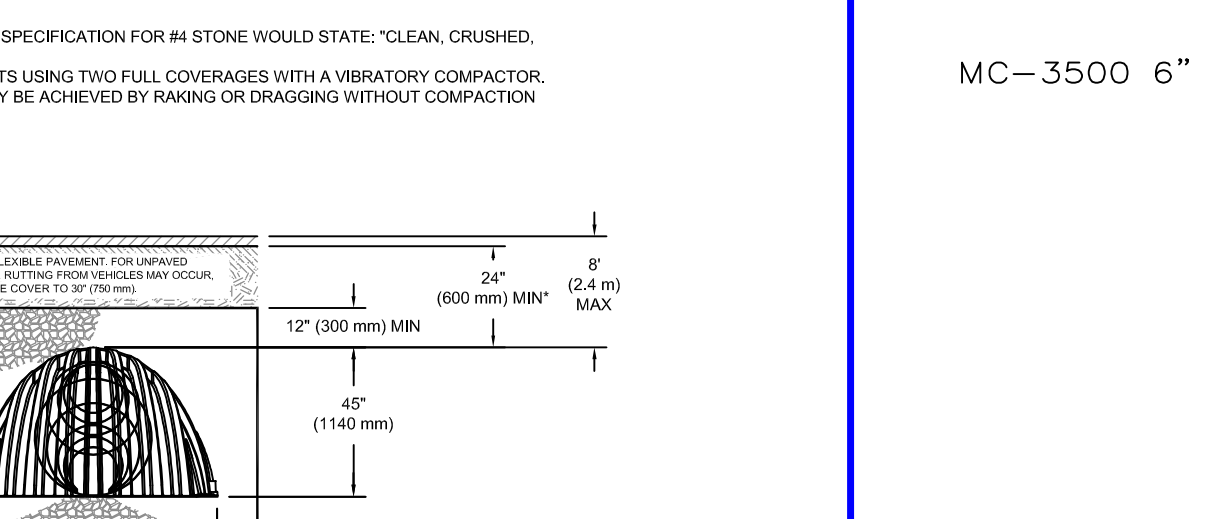 SPECIFICATION FOR #4 STONE WOULD STATE: "CLEAN, CRUSHED,
TS USING TWO FULL COVERAGES WITH A VIBRATORY COMPACTOR.
Y BE ACHIEVED BY RAKING OR DRAGGING WITHOUT COMPACTION
MC-3500 6"
LEXIBLE PAVEMENT. FOR UNPAVED
RUTTING FROM VEHICLES MAY OCCUR,
E COVER TO 30" (750 mm).
24"
(600 mm) MIN*
8'
(2.4 m)
MAX
12" (300 mm) MIN
45"
(1140 mm)